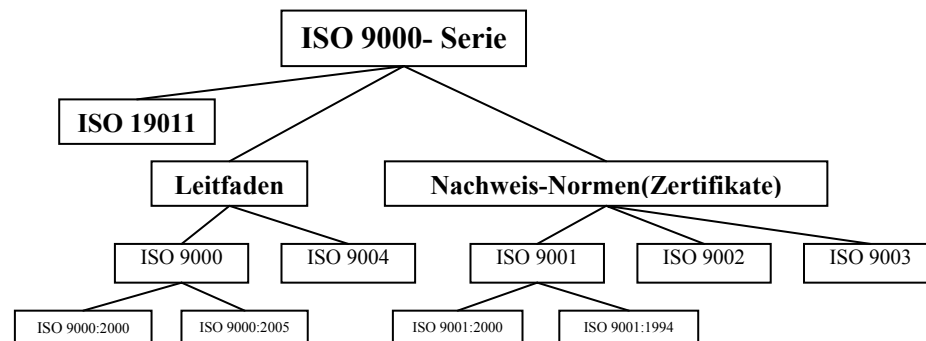 ISO 9000- Serie
ISO 19011
Leitfaden
Nachweis-Normen(Zertifikate)
ISO 9000
ISO 9004
ISO 9001
ISO 9002
ISO 9003
ISO 9000:2000
ISO 9000:2005
ISO 9001:2000
ISO 9001:1994